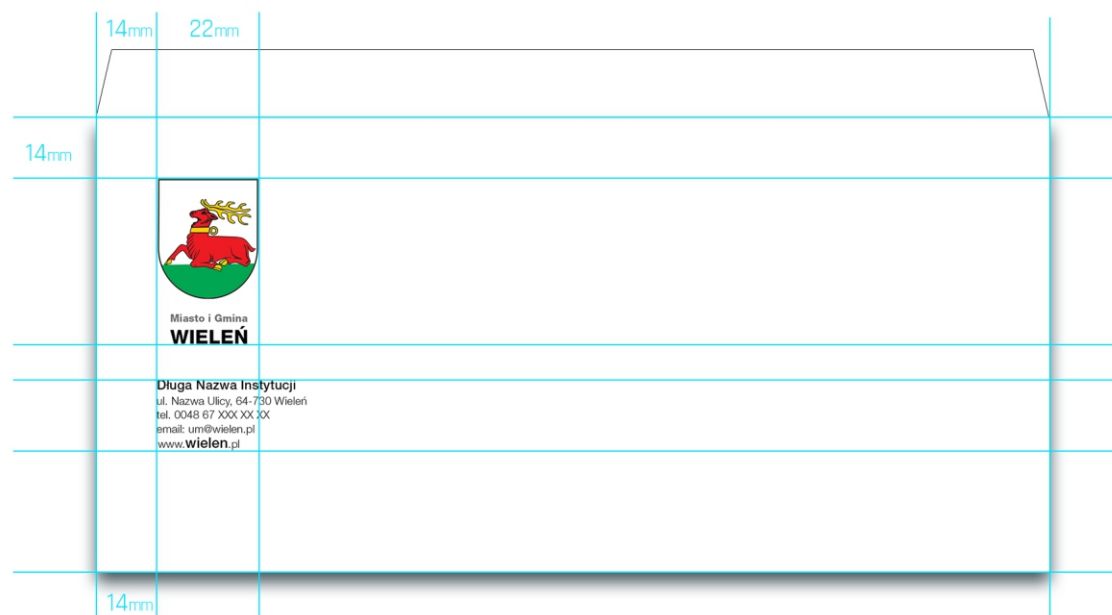 14mm 22mm
14mm
Miasto i Gmina
WIELEŃ
Długa Nazwa Instytucji
ul. Nazwa Ulicy, 64-730 Wieleń
tel. 0048 67 XXX XX XX
email: um@wielen.pl
www.wielen.pl
14mm